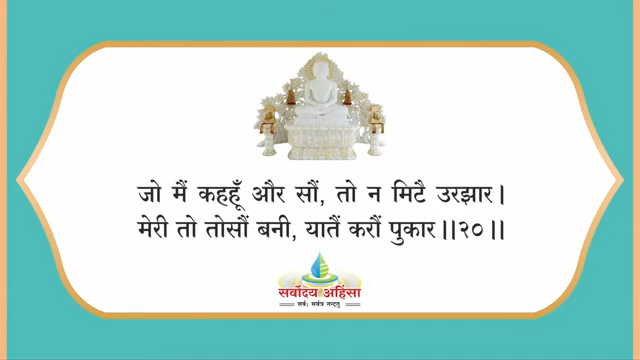 जो मैं कहहूँ और सौं, तो न मिटै उरझार।
मेरी तो तोसौं बनी, यातैं करौं पुकार।।२०।।
सर्वोदय अहिंसा
सर्वः सर्वत्र नन्दतु